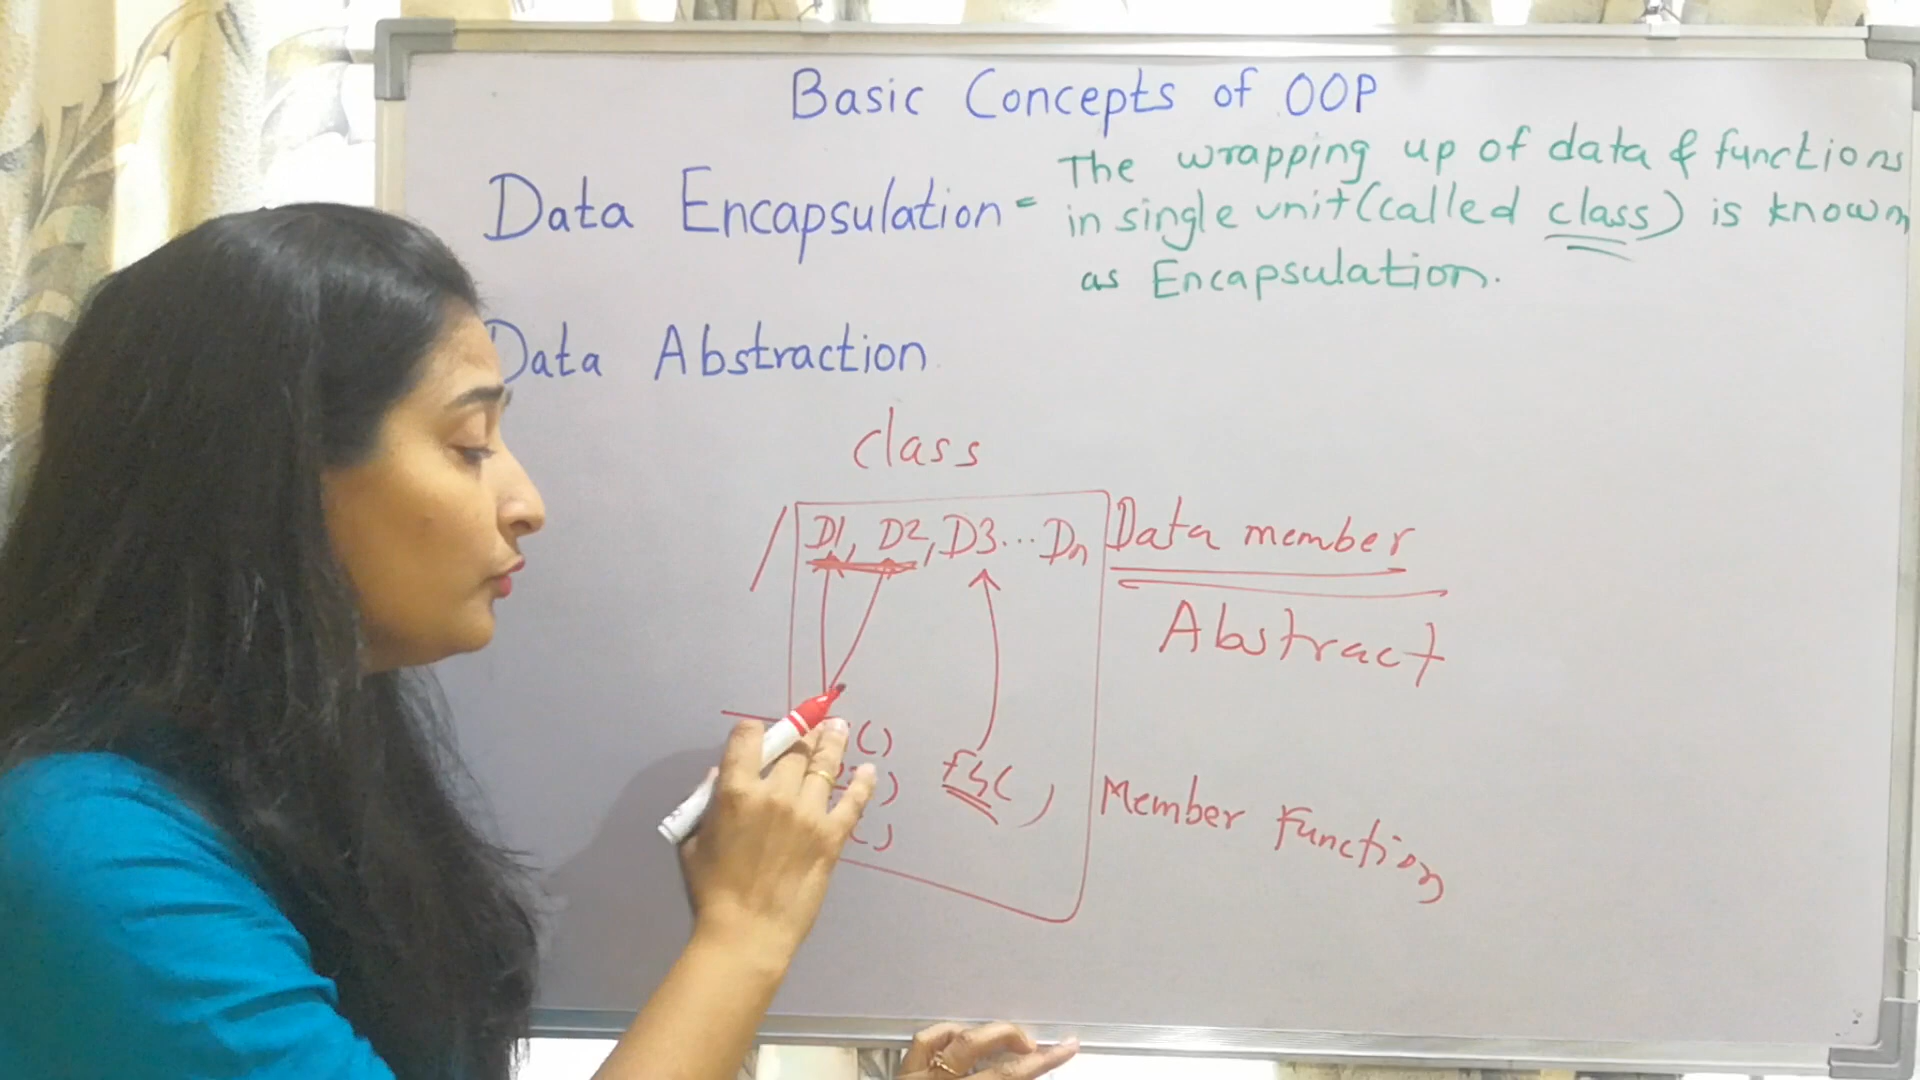 Basic Concepts of OOP
Data Encapsulation = The wrapping up of data & functions
in single unit (called class) is known
as Encapsulation.
Data Abstraction
class
D1, D2, D3... Dn Data member
Abstract
()
()
Member Function
()